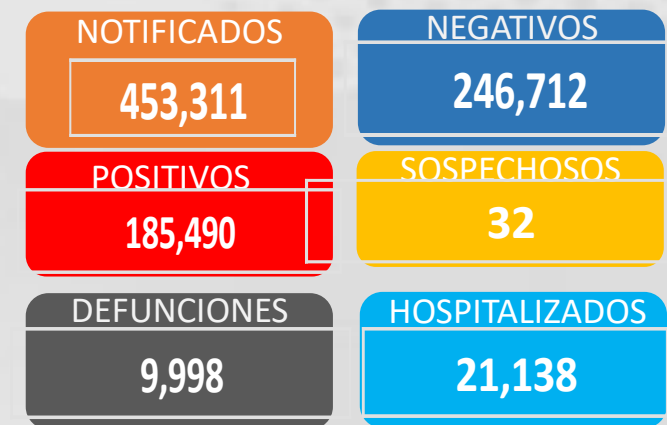 NOTIFICADOS
453,311
NEGATIVOS
246,712
POSITIVOS
185,490
SOSPECHOSOS
32
DEFUNCIONES
9,998
HOSPITALIZADOS
21,138